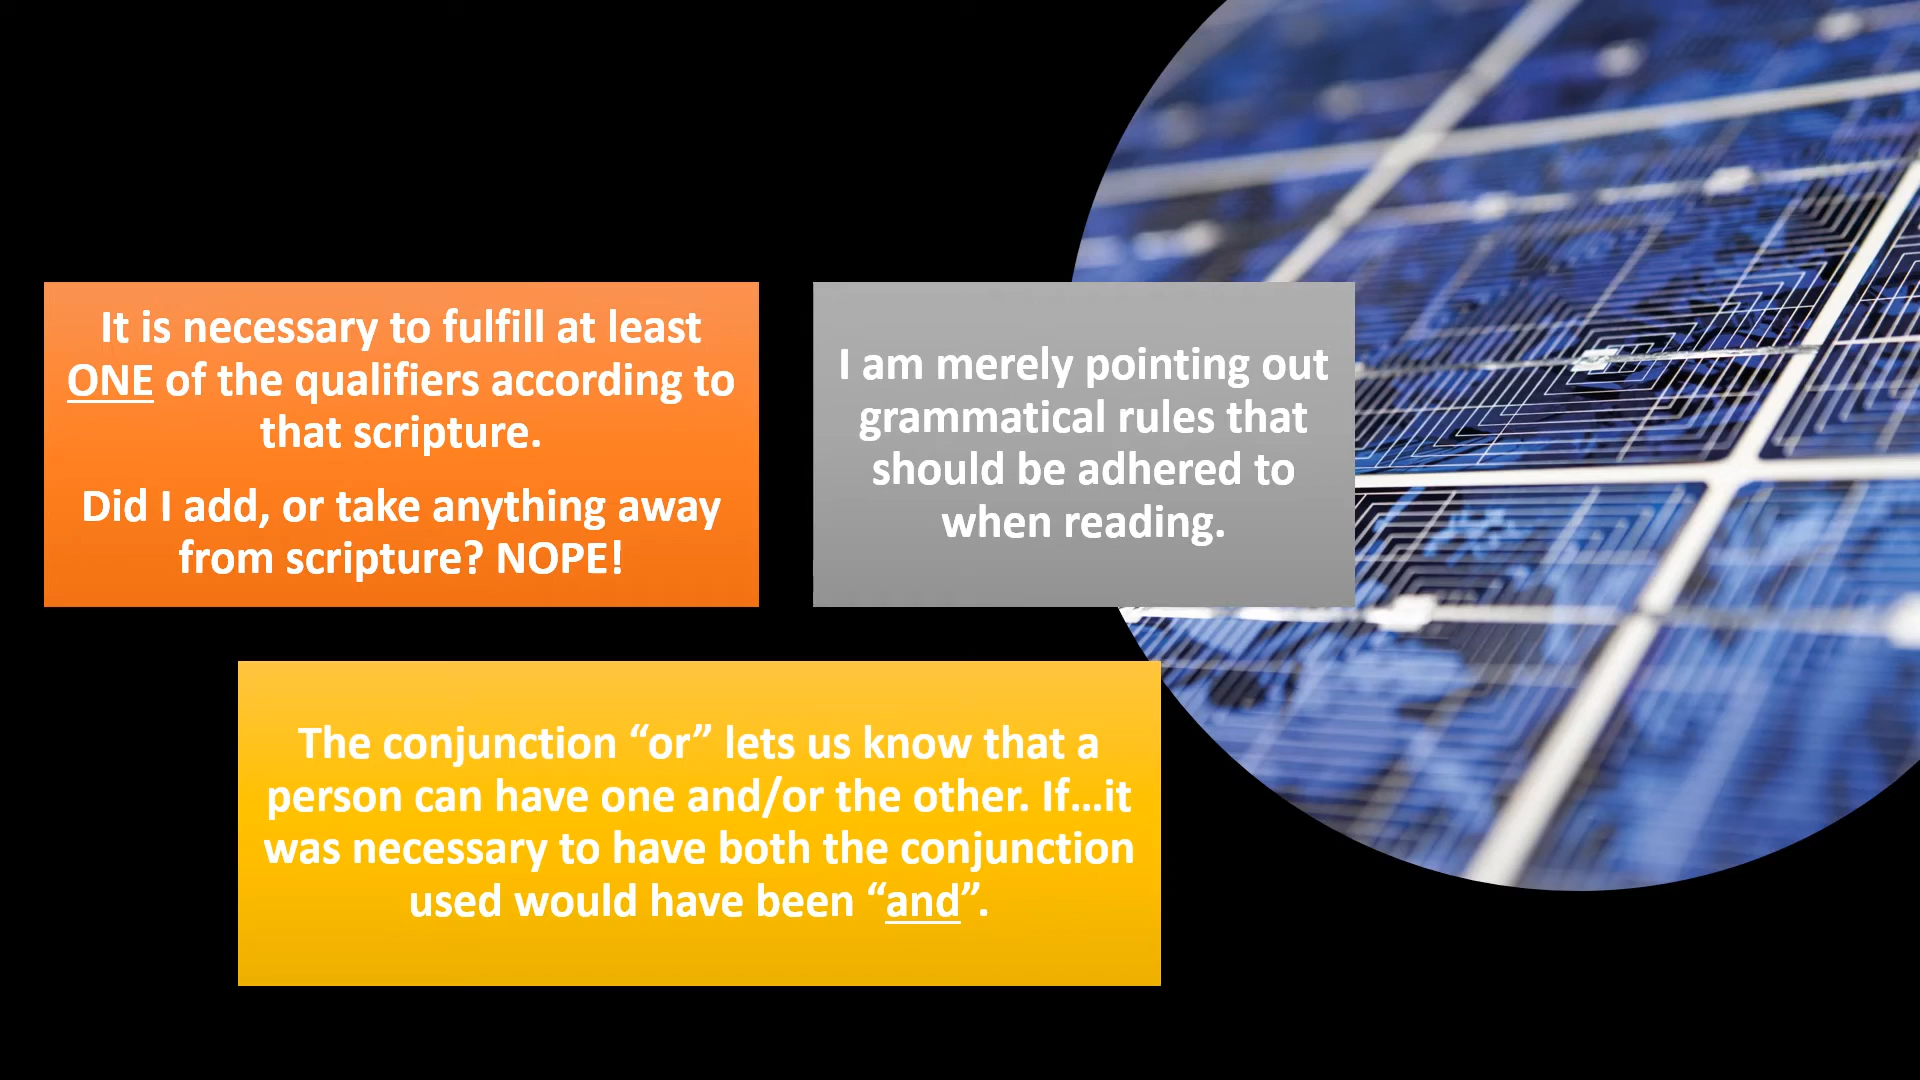 It is necessary to fulfill at least
ONE of the qualifiers according to
that scripture.
Did I add, or take anything away
from scripture? NOPE!
I am merely pointing out
grammatical rules that
should be adhered to
when reading.
The conjunction “or” lets us know that a
person can have one and/or the other. If…it
was necessary to have both the conjunction
used would have been “and”.